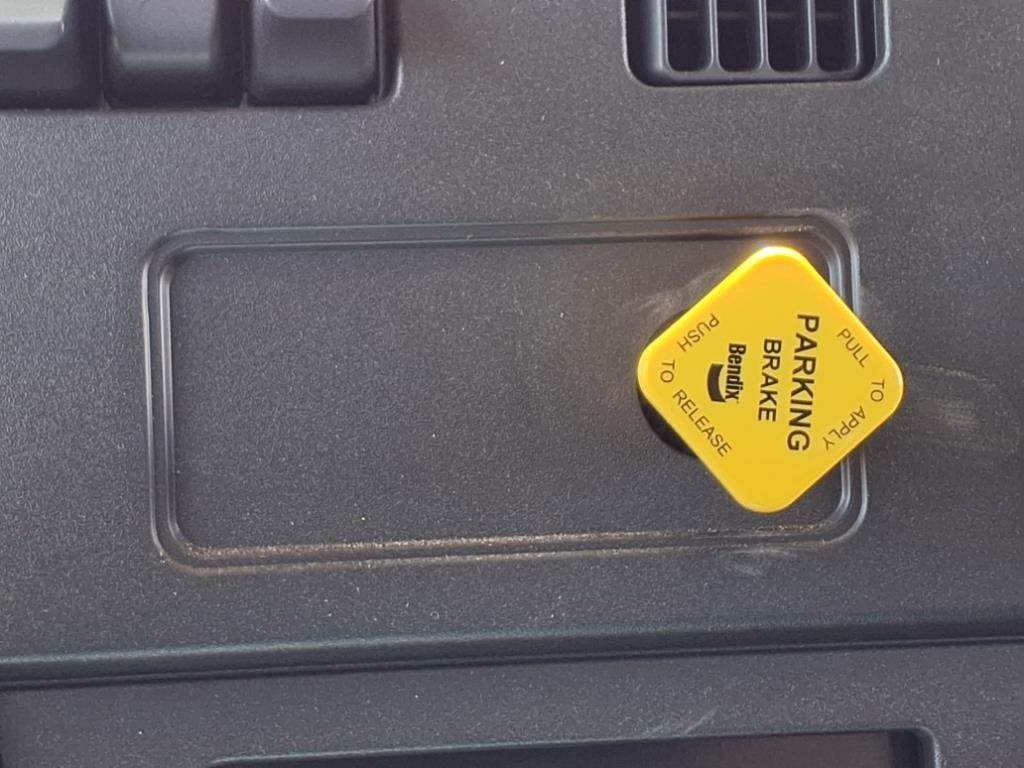 PULL TO APPLY
PARKING
BRAKE
Bendix
PUSH TO RELEASE